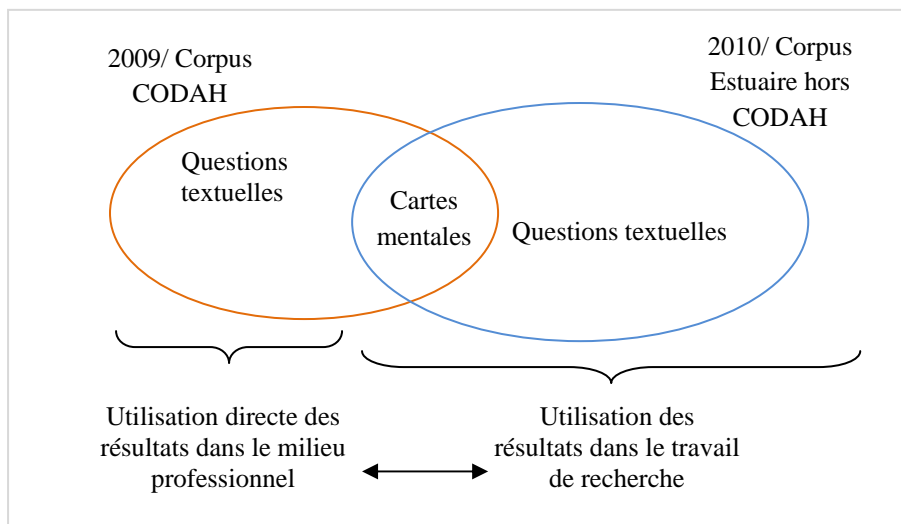 2009/ Corpus
CODAH
2010/ Corpus
Estuaire hors
CODAH
Questions
textuelles
Cartes
mentales
Questions textuelles
Utilisation directe des
résultats dans le milieu
professionnel
Utilisation des
résultats dans le travail
de recherche